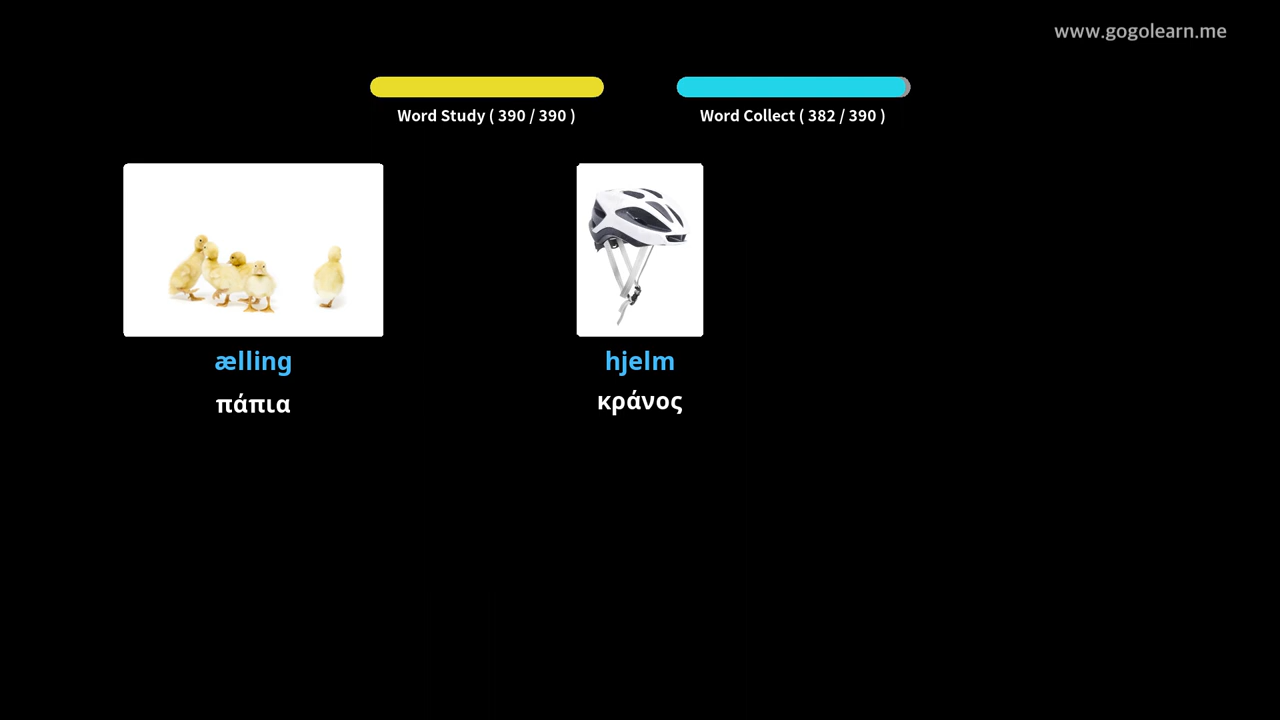 www.gogolearn.me
Word Study ( 390 / 390 )
Word Collect ( 382 / 390 )
ælling
hjelm
πάπια
κράνος